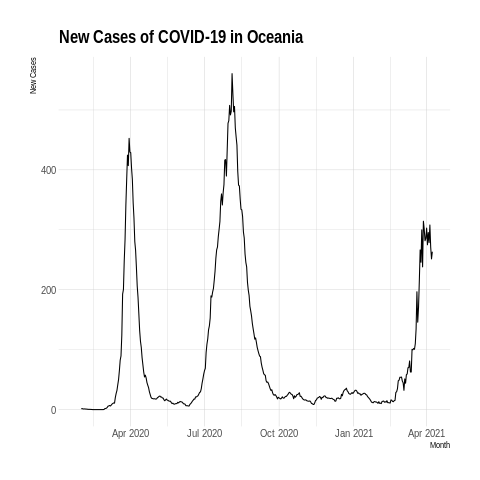 New Cases of COVID-19 in Oceania
New Cases
400
200
0
Apr 2020 Jul 2020 Oct 2020 Jan 2021 Apr 2021
Month